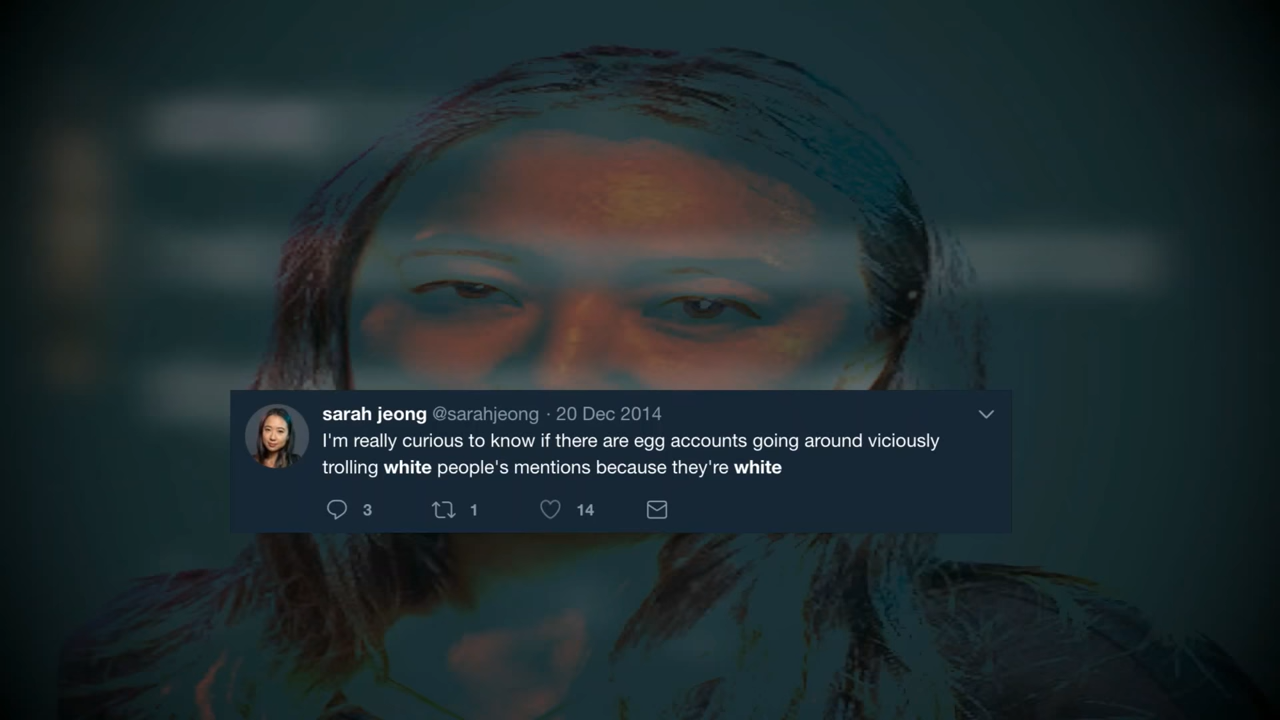 sarah jeong @sarahjeong · 20 Dec 2014
I'm really curious to know if there are egg accounts going around viciously
trolling white people's mentions because they're white
3 1 14